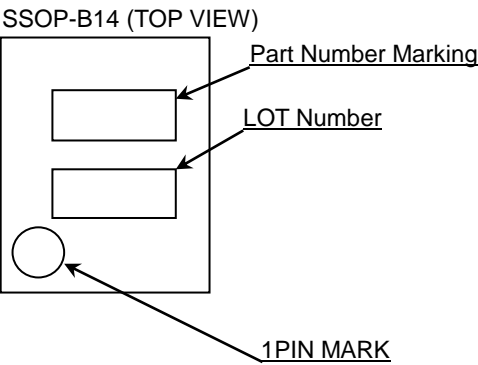 SSOP-B14 (TOP VIEW)
Part Number Marking
LOT Number
1PIN MARK